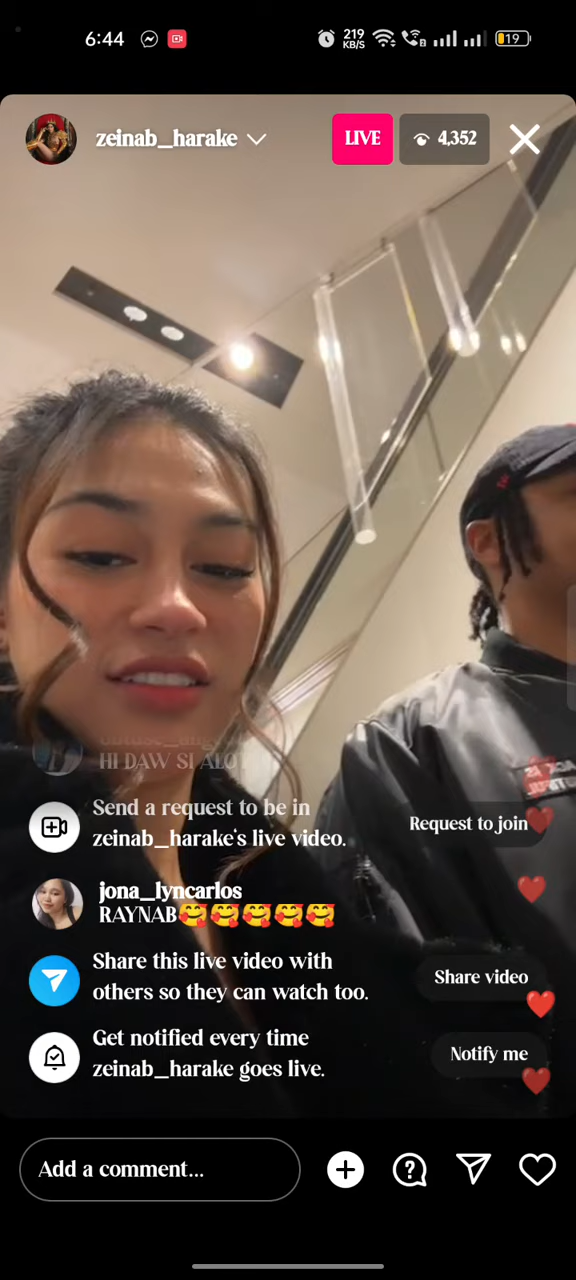 6:44
219
KB/S
19
zeinab_harake
LIVE
4,352
HI DAW SI
Send a request to be in
zeinab_harake's live video.
Request to join
jona_lyncarlos
RAYNAB🥰🥰🥰🥰🥰
Share this live video with
others so they can watch too.
Share video
Get notified every time
zeinab_harake goes live.
Notify me
Add a comment...